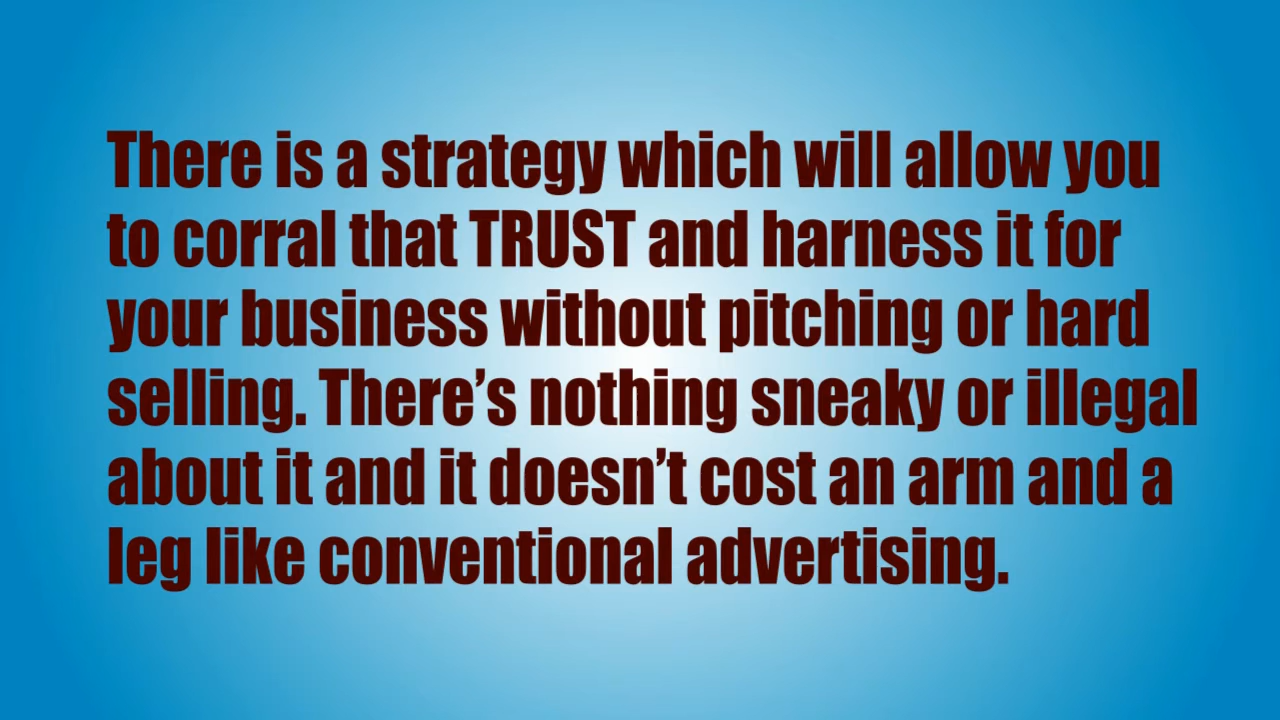 There is a strategy which will allow you
to corral that TRUST and harness it for
your business without pitching or hard
selling. There’s nothing sneaky or illegal
about it and it doesn’t cost an arm and a
leg like conventional advertising.